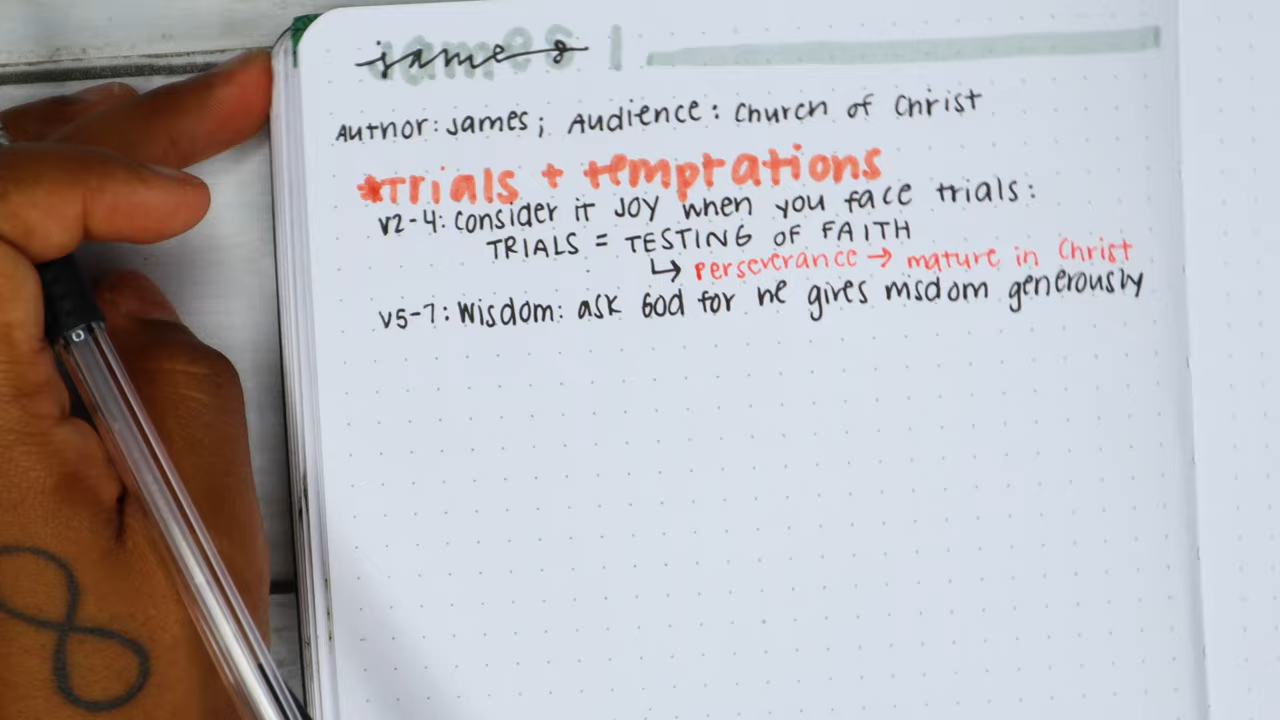 james 1
Author: James; Audience: Church of Christ
*Trials + temptations
v2-4: Consider it JOY when you face trials:
TRIALS = TESTING OF FAITH
↳ perseverance → mature in Christ
v5-7: Wisdom: ask God for he gives wisdom generously